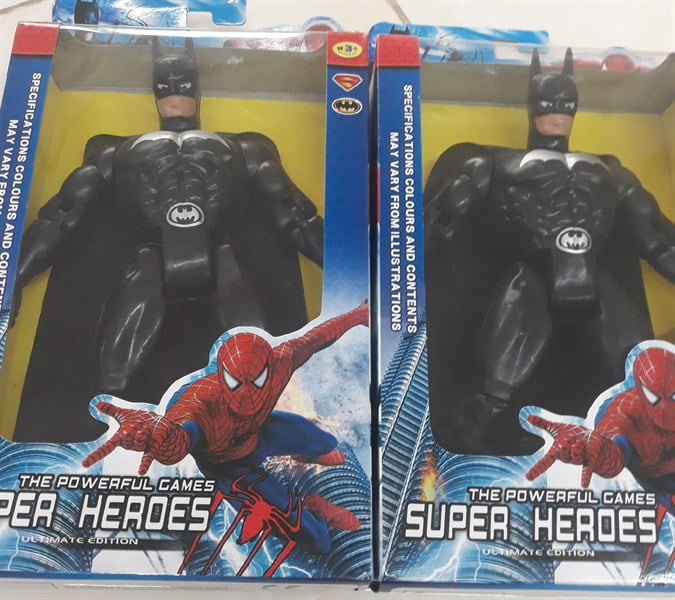 3+
SPECIFICATIONS COLOURS AND CONTENTS
MAY VARY FROM
THE POWERFUL GAMES
PER HEROES
ULTIMATE EDITION
SPECIFICATIONS COLOURS AND CONTENTS
MAY VARY FROM ILLUSTRATIONS
THE POWERFUL GAMES
SUPER HEROES
ULTIMATE EDITION